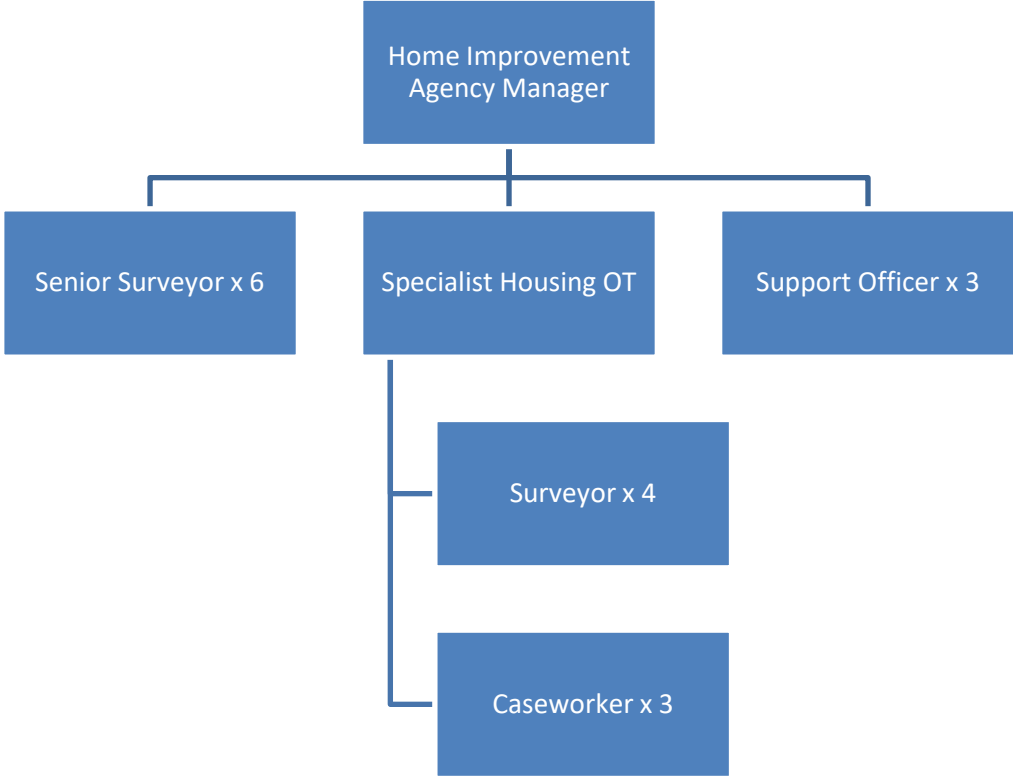 Home Improvement
Agency Manager
Senior Surveyor x 6
Specialist Housing OT
Support Officer x 3
Surveyor x 4
Caseworker x 3